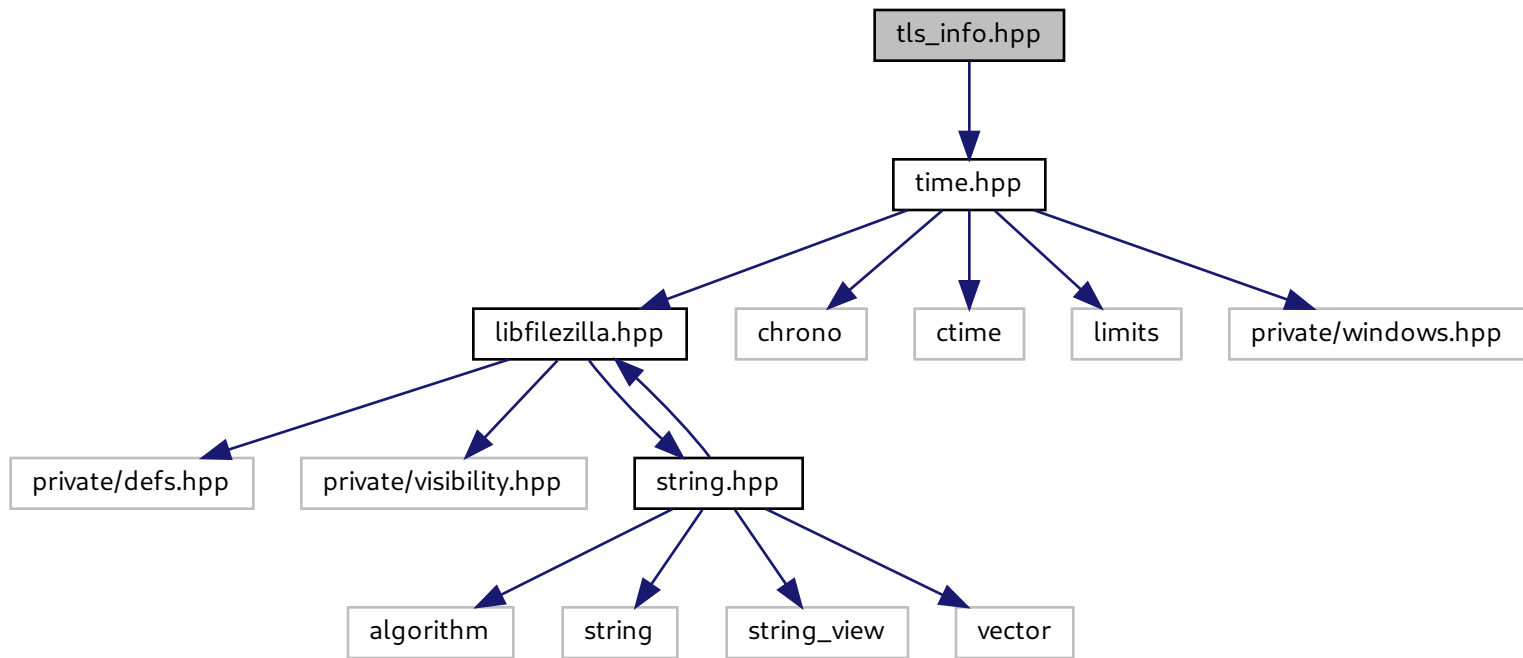 tls_info.hpp
time.hpp
libfilezilla.hpp
chrono
ctime
limits
private/windows.hpp
private/defs.hpp
private/visibility.hpp
string.hpp
algorithm
string
string_view
vector